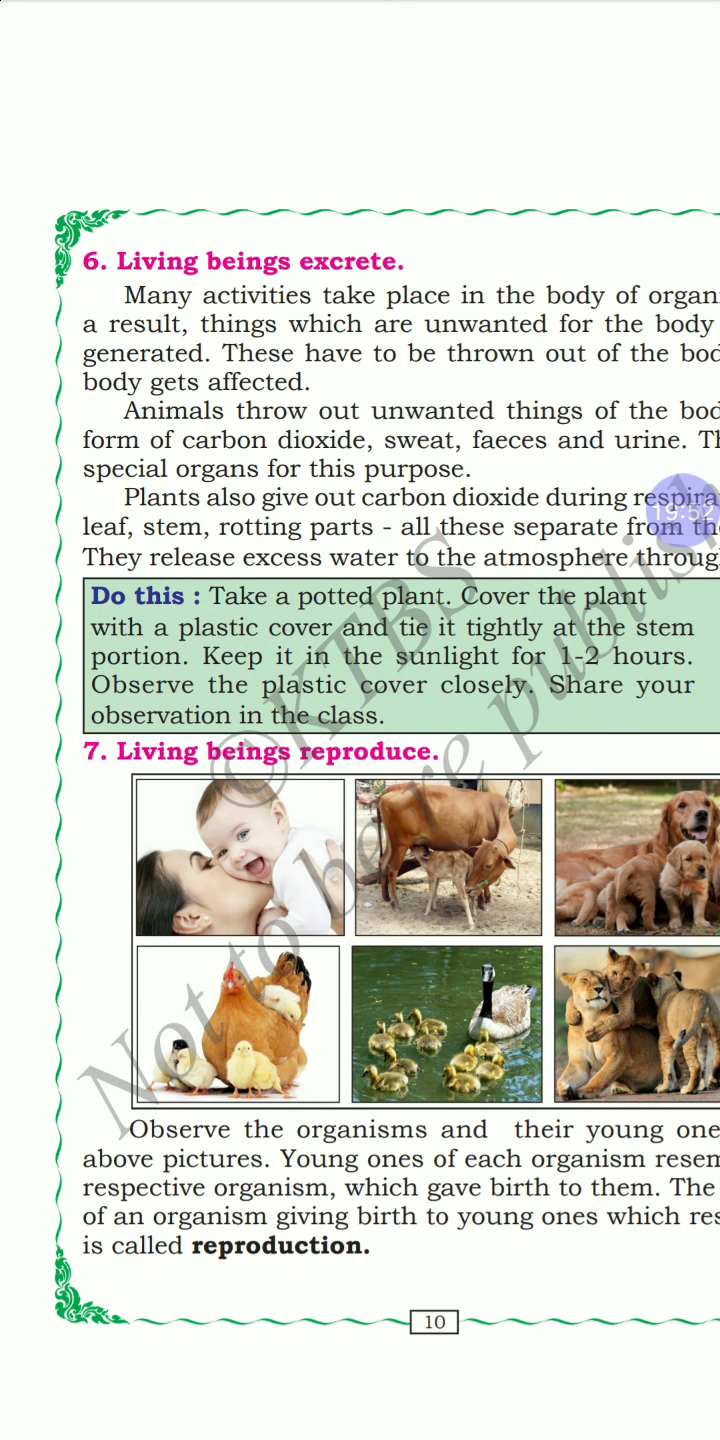 6. Living beings excrete.
Many activities take place in the body of organi
a result, things which are unwanted for the body
generated. These have to be thrown out of the bod
body gets affected.
Animals throw out unwanted things of the bod
form of carbon dioxide, sweat, faeces and urine. Th
special organs for this purpose.
Plants also give out carbon dioxide during respira
19:52
leaf, stem, rotting parts - all these separate from the
They release excess water to the atmosphere throug
Do this : Take a potted plant. Cover the plant
with a plastic cover and tie it tightly at the stem
portion. Keep it in the sunlight for 1-2 hours.
Observe the plastic cover closely. Share your
observation in the class.
7. Living beings reproduce.
©KTBS
Not to be republish
Observe the organisms and their young one
above pictures. Young ones of each organism resem
respective organism, which gave birth to them. The
of an organism giving birth to young ones which res
is called reproduction.
10